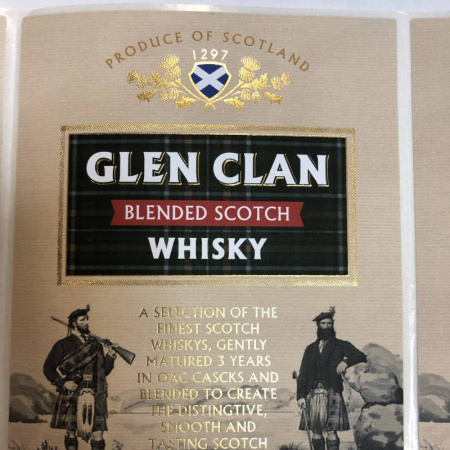 PRODUCE OF SCOTLAND
1297
GLEN CLAN
BLENDED SCOTCH
WHISKY
A SELECTION OF THE
FINEST SCOTCH
WHISKYS, GENTLY
MATURED 3 YEARS
IN OAC CASCKS AND
BLENDED TO CREATE
THE DISTINGTIVE,
SMOOTH AND
TASTING SCOTCH